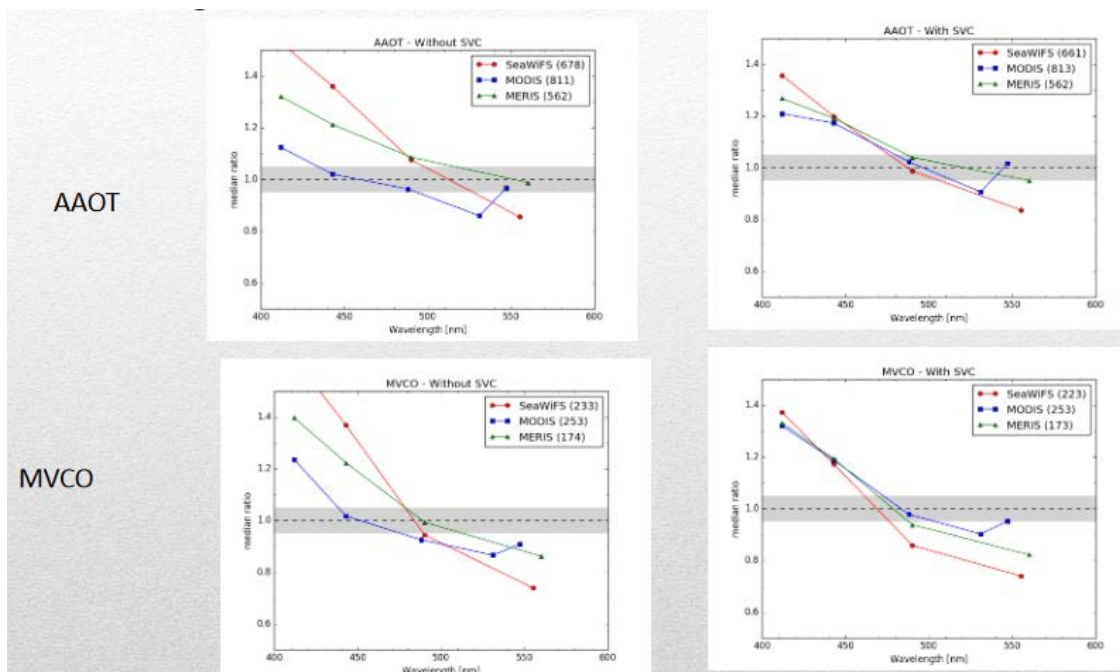 AAOT
AAOT - Without SVC
SeaWiFS (678)
MODIS (811)
MERIS (562)
median ratio
1.4
1.2
1.0
0.8
0.6
400
450
500
550
600
Wavelength [nm]
AAOT - With SVC
SeaWiFS (661)
MODIS (813)
MERIS (562)
median ratio
1.4
1.2
1.0
0.8
0.6
400
450
500
550
600
Wavelength [nm]
MVCO
MVCO - Without SVC
SeaWiFS (233)
MODIS (253)
MERIS (174)
median ratio
1.4
1.2
1.0
0.8
0.6
400
450
500
550
600
Wavelength [nm]
MVCO - With SVC
SeaWiFS (223)
MODIS (253)
MERIS (173)
median ratio
1.4
1.2
1.0
0.8
0.6
400
450
500
550
600
Wavelength [nm]